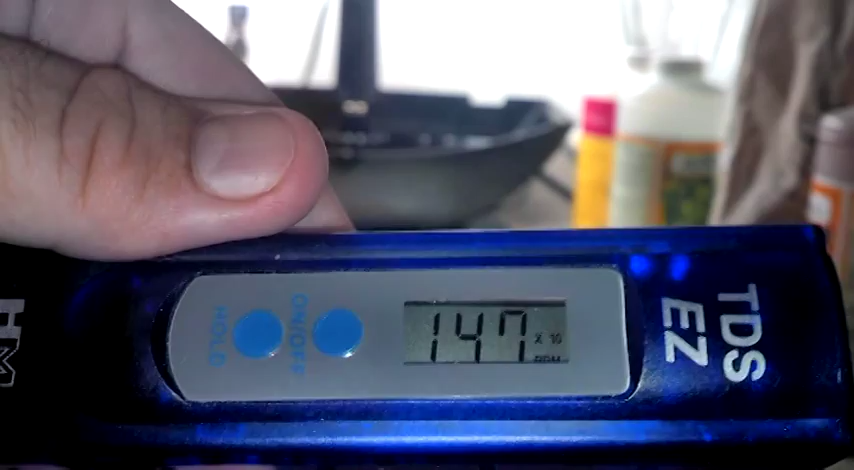 HM
HOLD
ON/OFF
147
x 10
ppm
TDS
EZ